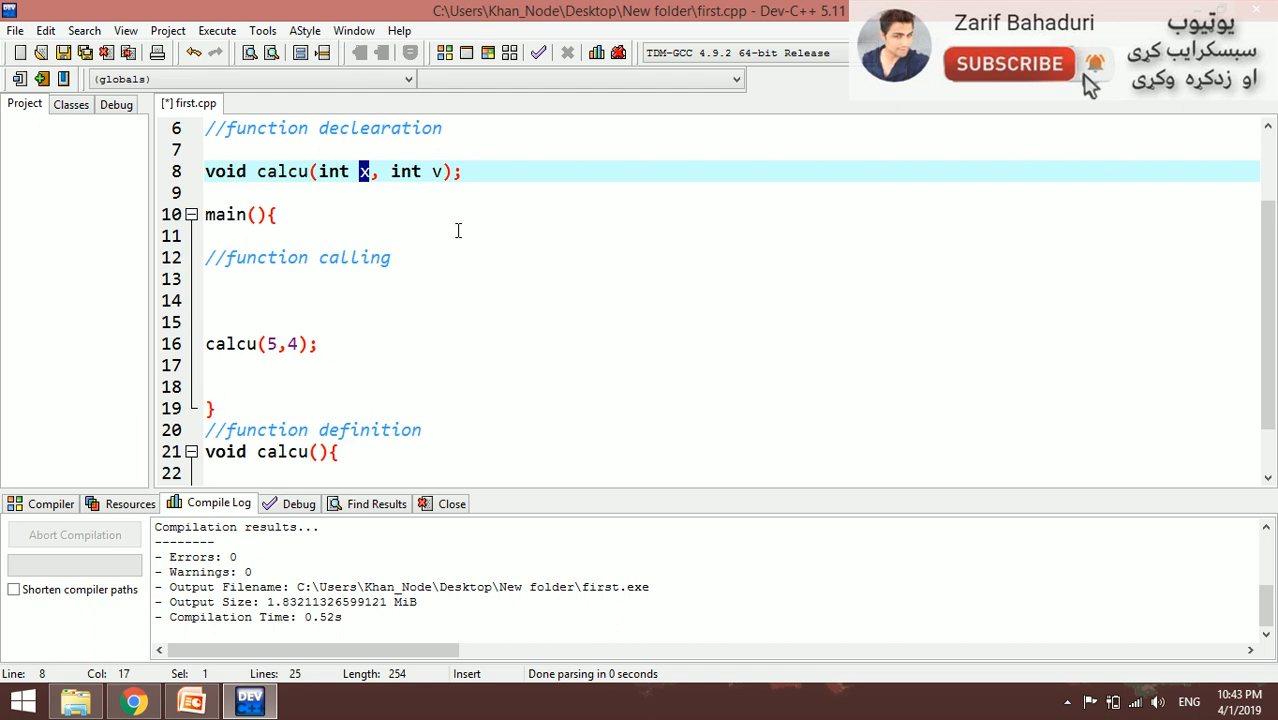 C:\Users\Khan_Node\Desktop\New folder\first.cpp - Dev-C++ 5.11
Zarif Bahaduri
SUBSCRIBE
یوټیوب
سبسکرایب کړی
او زدکړه وکړی
File Edit Search View Project Execute Tools AStyle Window Help
TDM-GCC 4.9.2 64-bit Release
(globals)
Project Classes Debug
[*] first.cpp
6 //function declearation
7
8 void calcu(int x, int v);
9
10 main(){
11
12 //function calling
13
14
15
16 calcu(5,4);
17
18
19 }
20 //function definition
21 void calcu(){
22
Compiler Resources Compile Log Debug Find Results Close
Abort Compilation
Shorten compiler paths
Compilation results...
--------
- Errors: 0
- Warnings: 0
- Output Filename: C:\Users\Khan_Node\Desktop\New folder\first.exe
- Output Size: 1.83211326599121 MiB
- Compilation Time: 0.52s
Line: 8 Col: 17 Sel: 1 Lines: 25 Length: 254 Insert Done parsing in 0 seconds
DEV
ENG
10:43 PM
4/1/2019